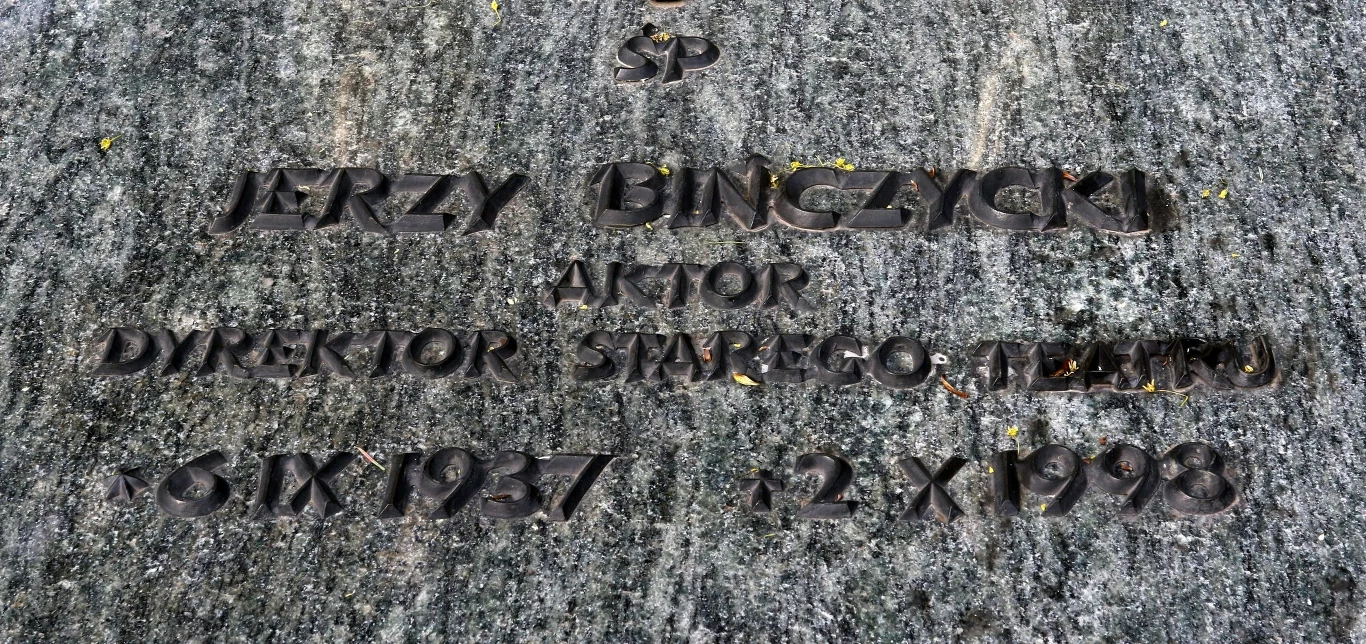 ŚP
JERZY BIŃCZYCKI
AKTOR
DYREKTOR STAREGO TEATRU
* 6 IX 1937 † 2 X 1998